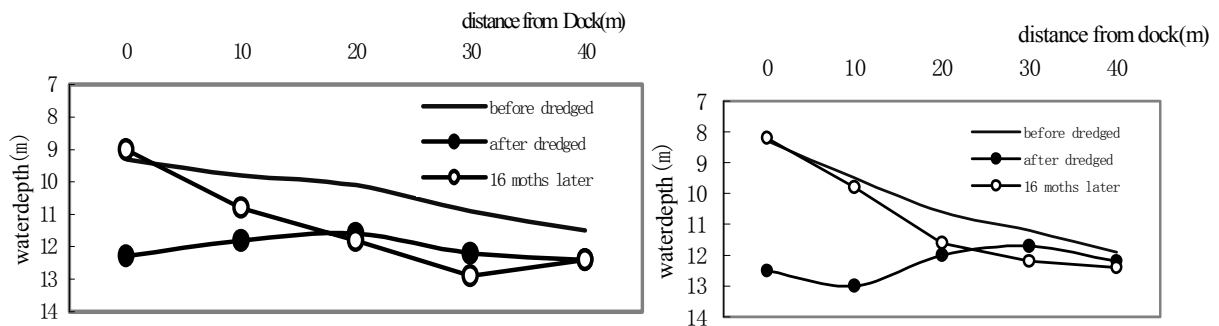 distance from Dock(m)
0 10 20 30 40
7
8
9
10
11
12
13
14
waterdepth(m)
before dredged
after dredged
16 moths later
distance from dock(m)
0 10 20 30 40
7
8
9
10
11
12
13
14
waterdepth(m)
before dredged
after dredged
16 moths later